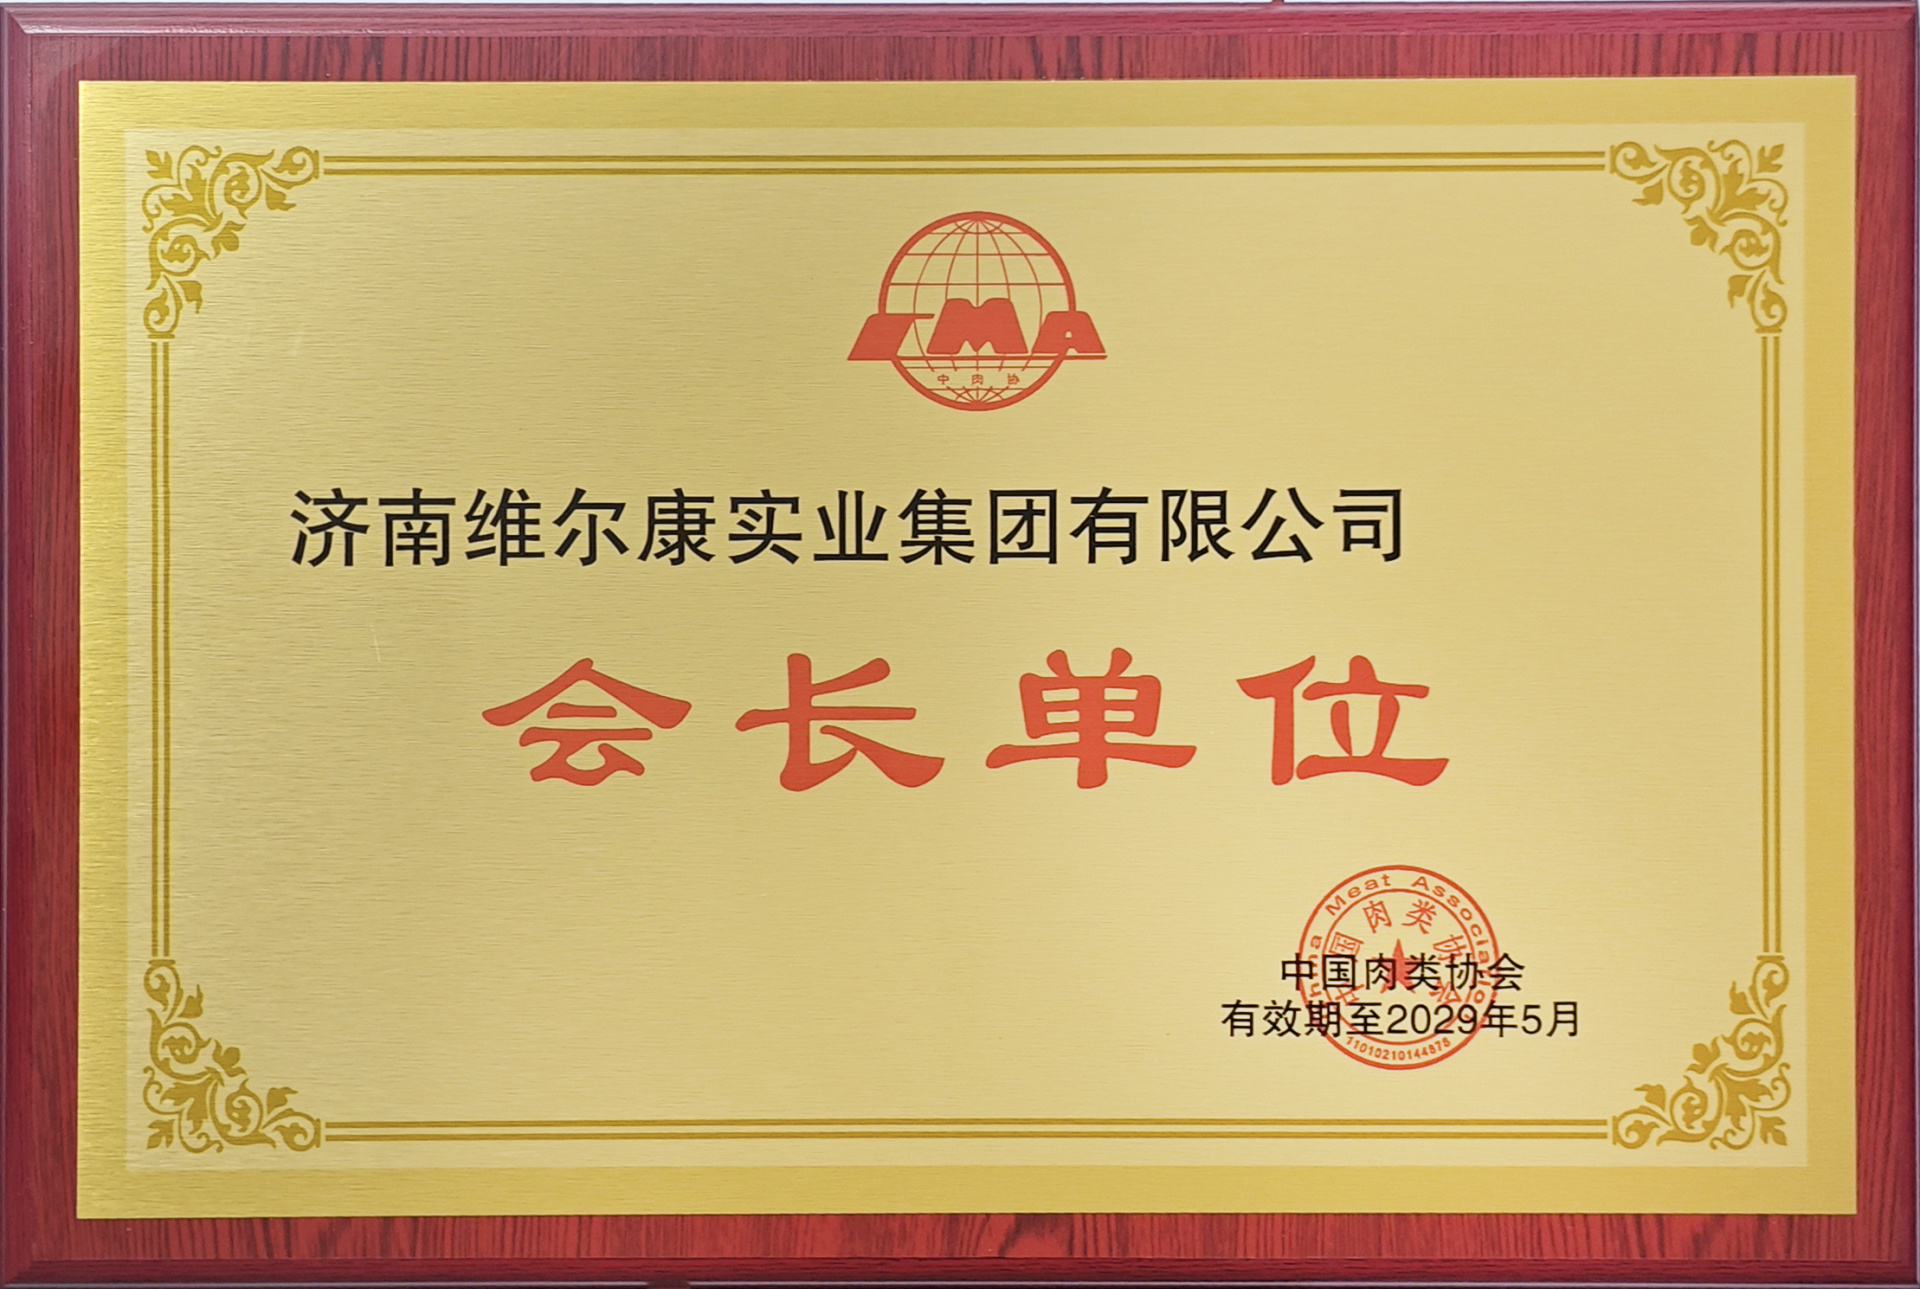 CMA
中肉协
济南维尔康实业集团有限公司
会长单位
China Meat Association
中国肉类协会
中国肉类协会
有效期至2029年5月